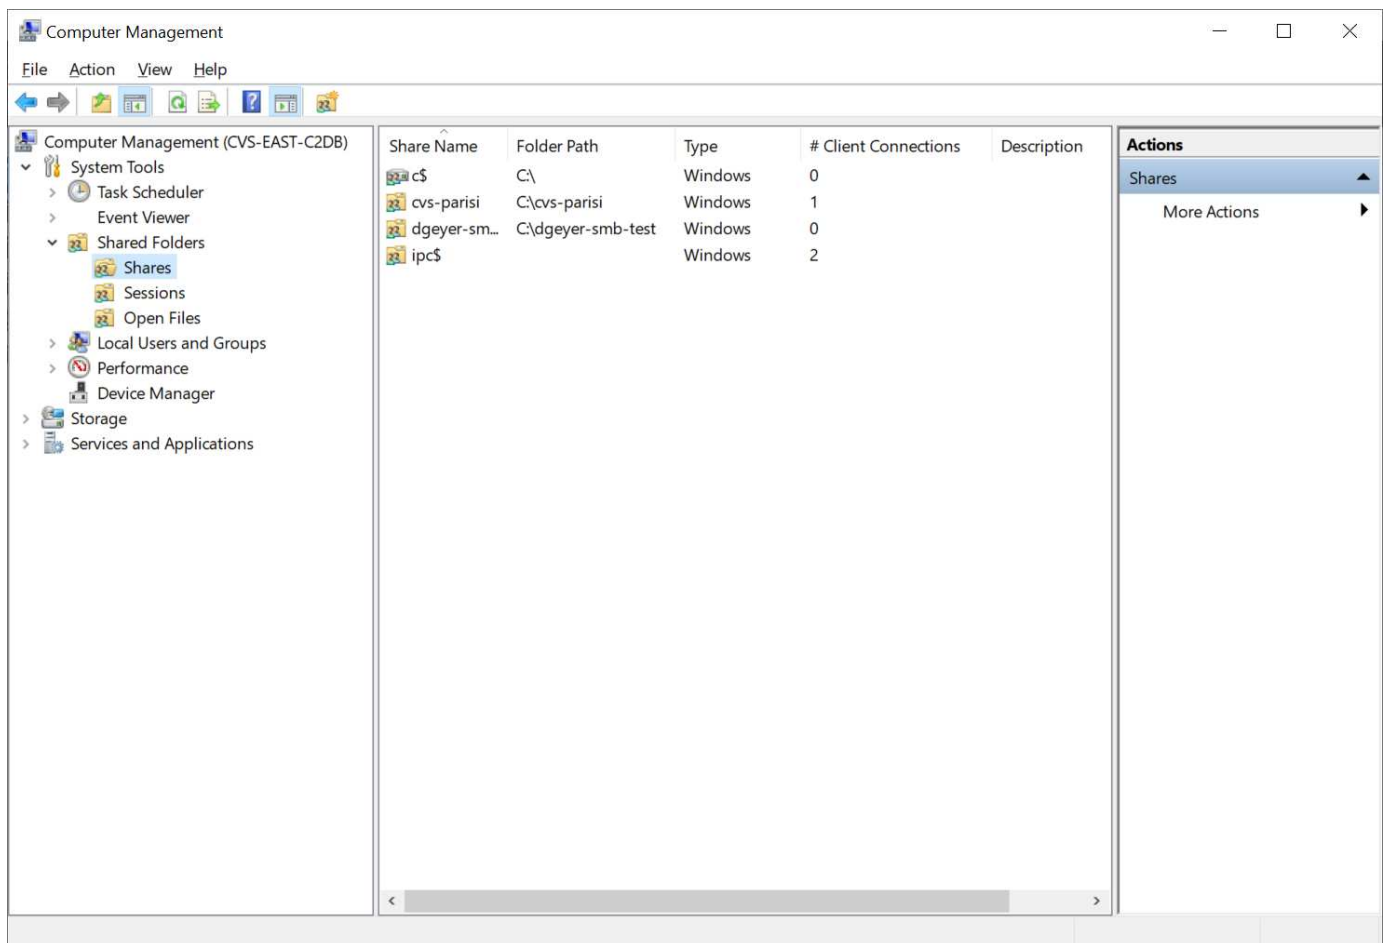 Computer Management
File Action View Help
Computer Management (CVS-EAST-C2DB)
System Tools
Task Scheduler
Event Viewer
Shared Folders
Shares
Sessions
Open Files
Local Users and Groups
Performance
Device Manager
Storage
Services and Applications
Share Name Folder Path Type # Client Connections Description
c$ C:\ Windows 0
cvs-parisi C:\cvs-parisi Windows 1
dgeyer-sm... C:\dgeyer-smb-test Windows 0
ipc$ Windows 2
Actions
Shares
More Actions